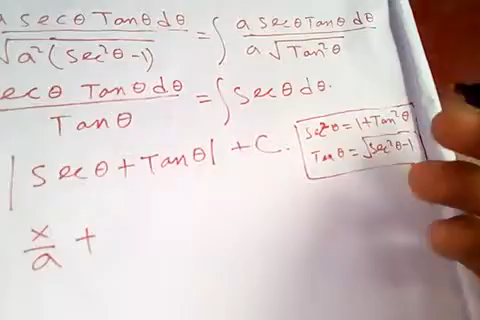 a secθ Tanθ dθ / √a²(Sec²θ-1) = ∫ a secθ Tanθ dθ / a √Tan²θ
ecθ Tanθ dθ / Tanθ = ∫ Secθ dθ.
| Secθ + Tanθ | + C.
Sec²θ = 1 + Tan²θ
Tanθ = √Sec²θ-1
x/a +